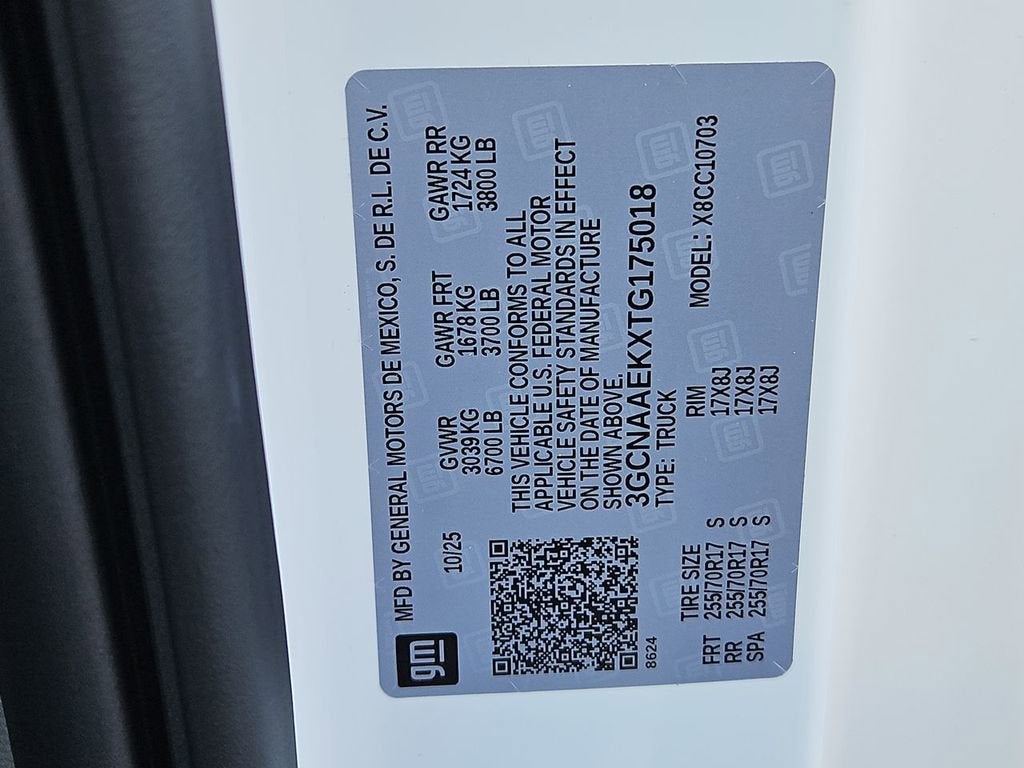 gm MFD BY GENERAL MOTORS DE MEXICO, S. DE R.L. DE C.V.
10/25 GVWR GAWR FRT GAWR RR
3039 KG 1678 KG 1724 KG
6700 LB 3700 LB 3800 LB
THIS VEHICLE CONFORMS TO ALL
APPLICABLE U.S. FEDERAL MOTOR
VEHICLE SAFETY STANDARDS IN EFFECT
ON THE DATE OF MANUFACTURE
SHOWN ABOVE.
3GCNAAEKXTG175018
8624 TYPE: TRUCK
TIRE SIZE RIM MODEL: X8CC10703
FRT 255/70R17 S 17X8J
RR 255/70R17 S 17X8J
SPA 255/70R17 S 17X8J